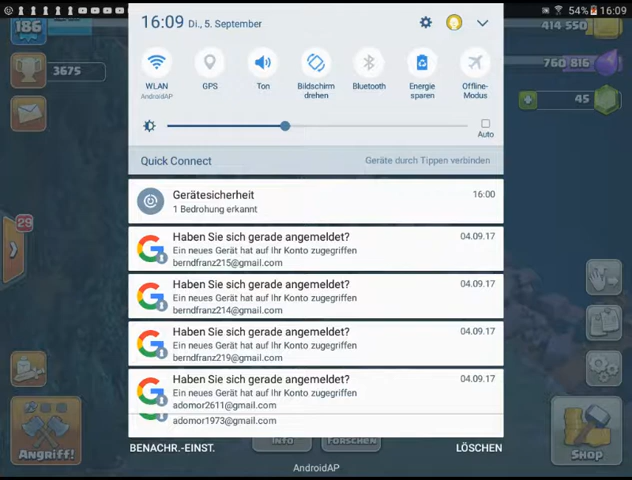 54% 16:09
16:09 Di., 5. September
186
414 550
3675
760 816
45
WLAN
AndroidAP
GPS
Ton
Bildschirm drehen
Bluetooth
Energie sparen
Offline-Modus
Auto
Quick Connect
Geräte durch Tippen verbinden
Gerätesicherheit
16:00
1 Bedrohung erkannt
29
Haben Sie sich gerade angemeldet?
04.09.17
Ein neues Gerät hat auf Ihr Konto zugegriffen
berndfranz215@gmail.com
Haben Sie sich gerade angemeldet?
04.09.17
Ein neues Gerät hat auf Ihr Konto zugegriffen
berndfranz214@gmail.com
Haben Sie sich gerade angemeldet?
04.09.17
Ein neues Gerät hat auf Ihr Konto zugegriffen
berndfranz219@gmail.com
Haben Sie sich gerade angemeldet?
04.09.17
Ein neues Gerät hat auf Ihr Konto zugegriffen
adomor2611@gmail.com
adomor1973@gmail.com
BENACHR.-EINST.
LÖSCHEN
Info
Forschen
Angriff!
Shop
AndroidAP